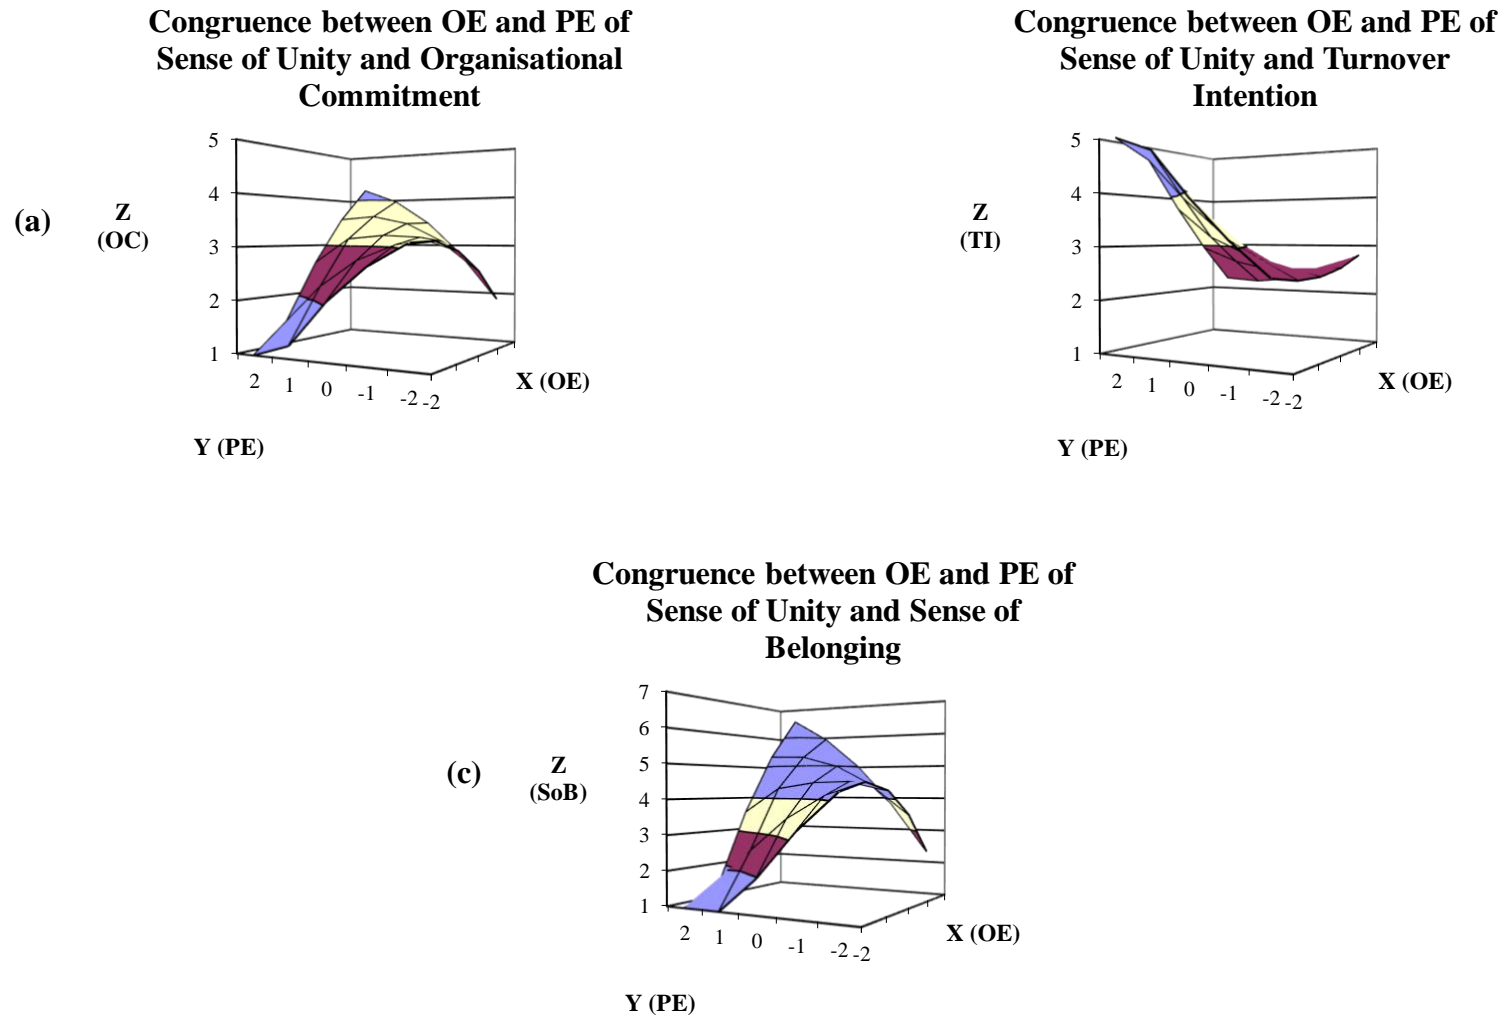 Congruence between OE and PE of
Sense of Unity and Organisational
Commitment
(a)
Z
(OC)
5
4
3
2
1
2 1 0 -1 -2 -2
X (OE)
Y (PE)
Congruence between OE and PE of
Sense of Unity and Turnover
Intention
Z
(TI)
5
4
3
2
1
2 1 0 -1 -2 -2
X (OE)
Y (PE)
Congruence between OE and PE of
Sense of Unity and Sense of
Belonging
(c)
Z
(SoB)
7
6
5
4
3
2
1
2 1 0 -1 -2 -2
X (OE)
Y (PE)